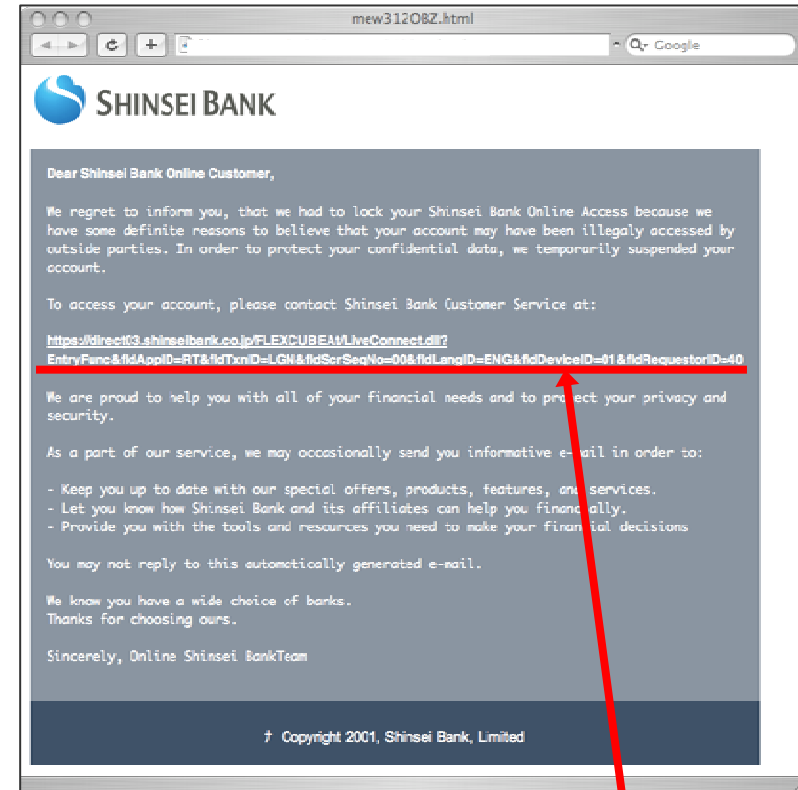 mew312O8Z.html
Google
SHINSEI BANK
Dear Shinsei Bank Online Customer,
We regret to inform you, that we had to lock your Shinsei Bank Online Access because we
have some definite reasons to believe that your account may have been illegaly accessed by
outside parties. In order to protect your confidential data, we temporarily suspended your
account.
To access your account, please contact Shinsei Bank Customer Service at:
https://direct03.shinseibank.co.jp/FLEXCUBEAt/LiveConnect.dll?
EntryFunc&fldAppID=RT&fldTxnID=LGN&fldScrSeqNo=00&fldLangID=ENG&fldDeviceID=01&fldRequestorID=40
We are proud to help you with all of your financial needs and to protect your privacy and
security.
As a part of our service, we may occasionally send you informative e-mail in order to:
- Keep you up to date with our special offers, products, features, and services.
- Let you know how Shinsei Bank and its affiliates can help you financially.
- Provide you with the tools and resources you need to make your financial decisions
You may not reply to this automatically generated e-mail.
We know you have a wide choice of banks.
Thanks for choosing ours.
Sincerely, Online Shinsei BankTeam
ﾅ Copyright 2001, Shinsei Bank, Limited